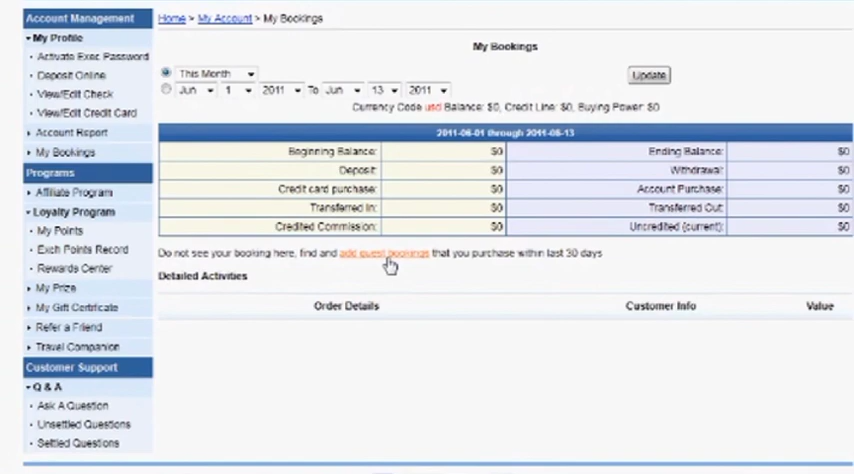 Account Management
My Profile
Activate Exec Password
Deposit Online
View/Edit Check
View/Edit Credit Card
Account Report
My Bookings
Programs
Affiliate Program
Loyalty Program
My Points
Exch Points Record
Rewards Center
My Prize
My Gift Certificate
Refer a Friend
Travel Companion
Customer Support
Q & A
Ask A Question
Unsettled Questions
Settled Questions
Home > My Account > My Bookings
My Bookings
This Month
Update
Jun 1 2011 To Jun 13 2011
Currency Code usd Balance: $0, Credit Line: $0, Buying Power: $0
2011-06-01 through 2011-06-13
Beginning Balance: $0 Ending Balance: $0
Deposit: $0 Withdrawal: $0
Credit card purchase: $0 Account Purchase: $0
Transferred In: $0 Transferred Out: $0
Credited Commission: $0 Uncredited (current): $0
Do not see your booking here, find and add guest bookings that you purchase within last 30 days
Detailed Activities
Order Details Customer Info Value